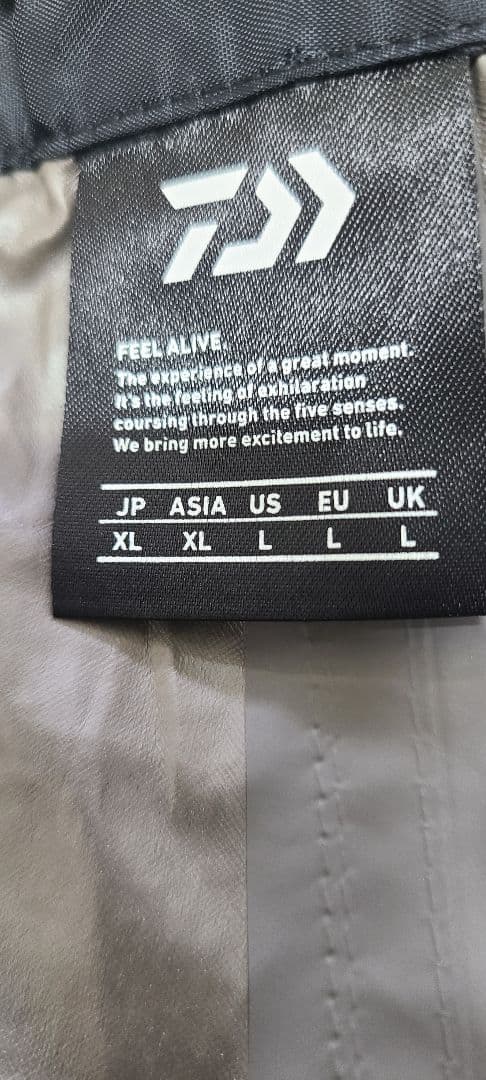 FEEL ALIVE.
The experience of a great moment.
It's the feeling of exhilaration
coursing through the five senses.
We bring more excitement to life.
JP ASIA US EU UK
XL XL L L L